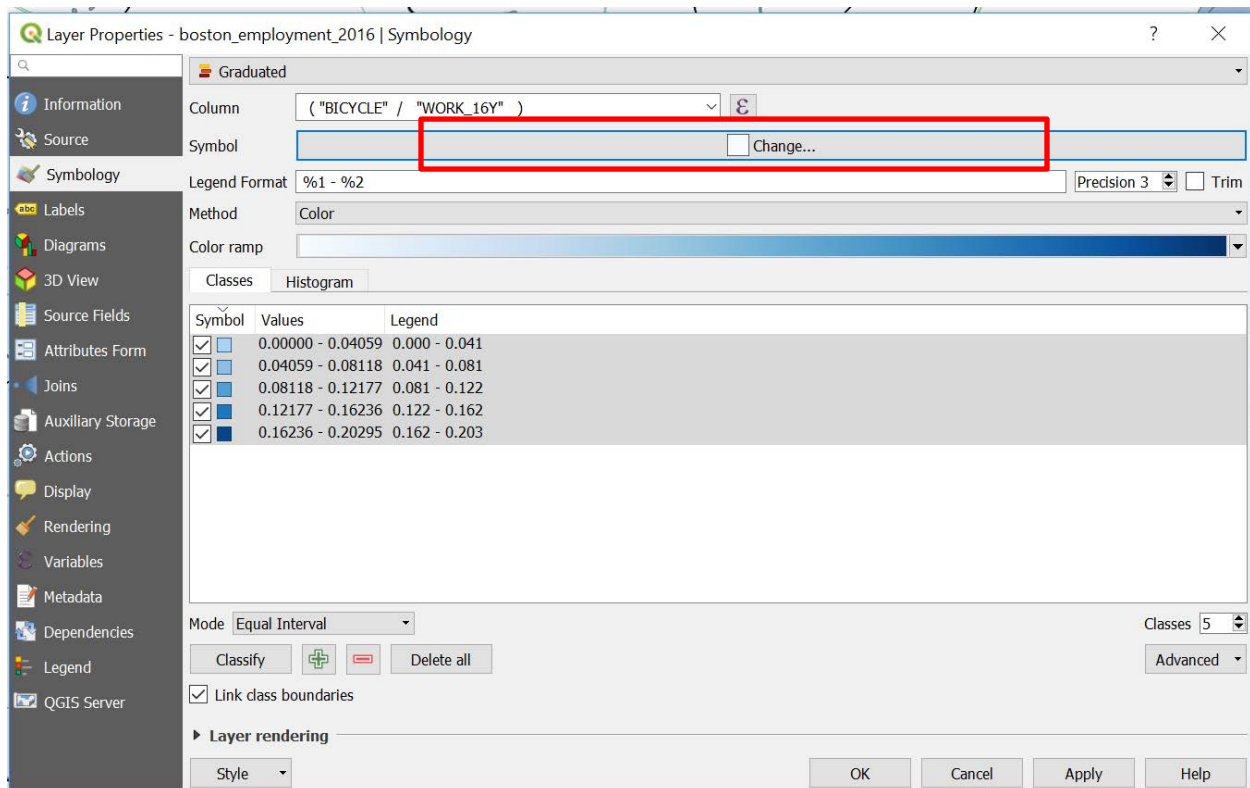 Layer Properties - boston_employment_2016 | Symbology ? ×
Graduated
Information
Column ( "BICYCLE" / "WORK_16Y" ) ε
Source
Symbol Change...
Symbology
Legend Format %1 - %2 Precision 3 Trim
abc Labels
Method Color
Diagrams
Color ramp
3D View
Classes Histogram
Source Fields
Symbol Values Legend
0.00000 - 0.04059 0.000 - 0.041
Attributes Form
0.04059 - 0.08118 0.041 - 0.081
Joins
0.08118 - 0.12177 0.081 - 0.122
0.12177 - 0.16236 0.122 - 0.162
Auxiliary Storage
0.16236 - 0.20295 0.162 - 0.203
Actions
Display
Rendering
Variables
Metadata
Mode Equal Interval Classes 5
Dependencies
Classify Delete all Advanced
Legend
Link class boundaries
QGIS Server
Layer rendering
Style OK Cancel Apply Help